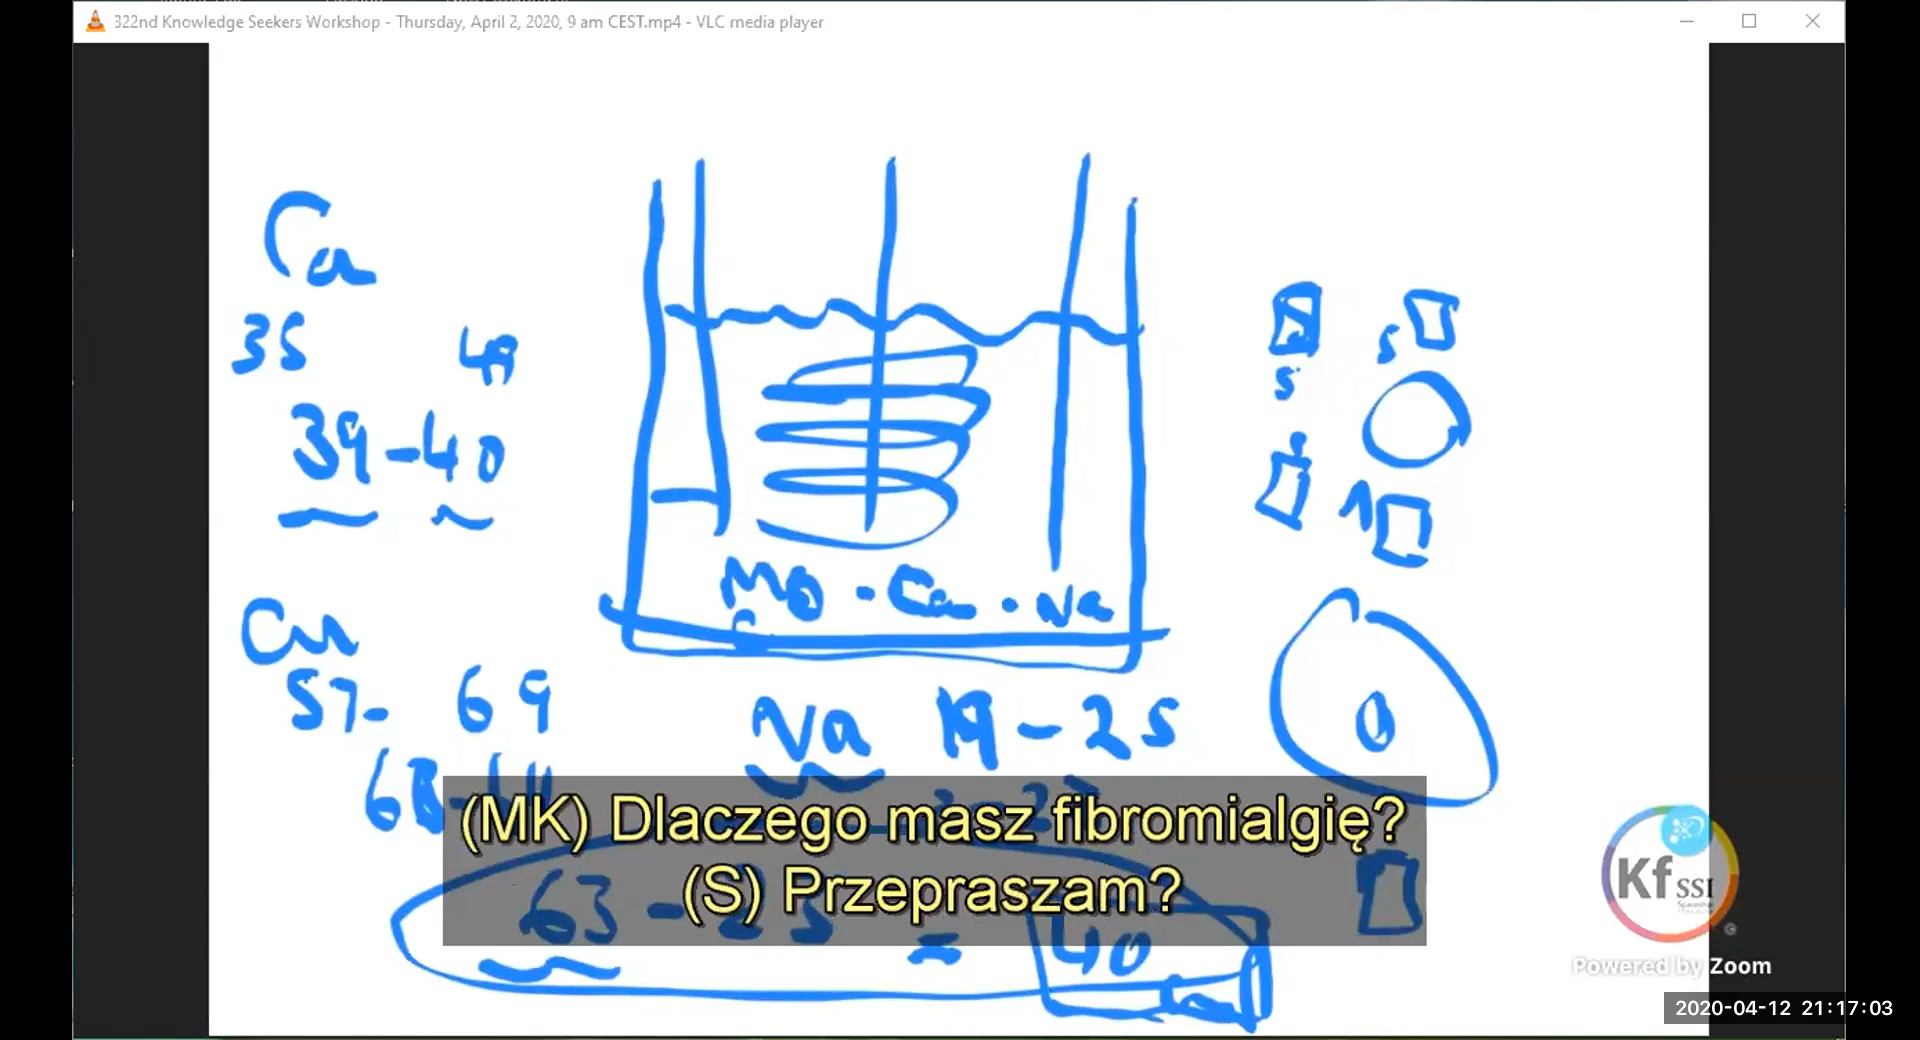 322nd Knowledge Seekers Workshop - Thursday, April 2, 2020, 9 am CEST.mp4 - VLC media player
Ca
35
39-40
Ca · Na
Cu
57- 69
Na 19-25
(MK) Dlaczego masz fibromialgię?
(S) Przepraszam?
63 - 23 = 40
S
S
Kf SSI
Powered by Zoom
2020-04-12 21:17:03